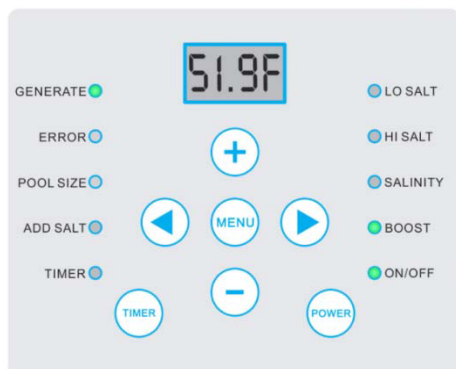 51.9F
GENERATE
ERROR
POOL SIZE
ADD SALT
TIMER
LO SALT
HI SALT
SALINITY
BOOST
ON/OFF
+
MENU
−
TIMER
POWER